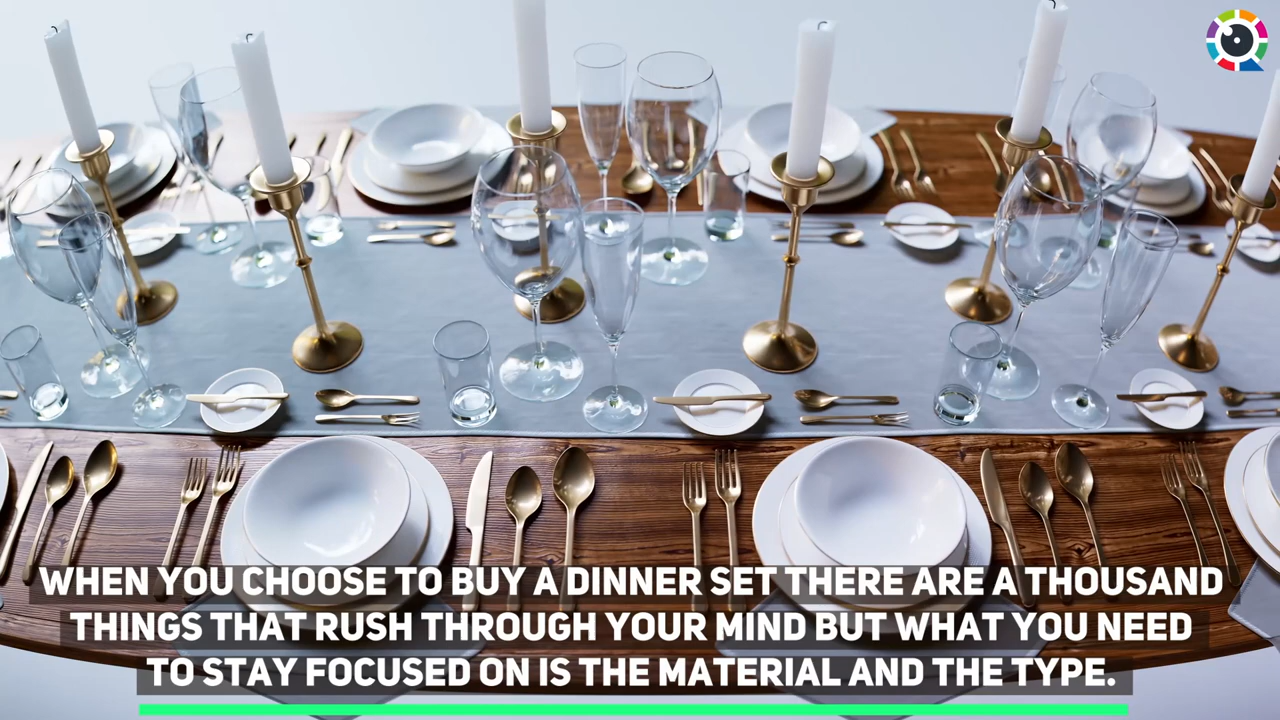 WHEN YOU CHOOSE TO BUY A DINNER SET THERE ARE A THOUSAND
THINGS THAT RUSH THROUGH YOUR MIND BUT WHAT YOU NEED
TO STAY FOCUSED ON IS THE MATERIAL AND THE TYPE.